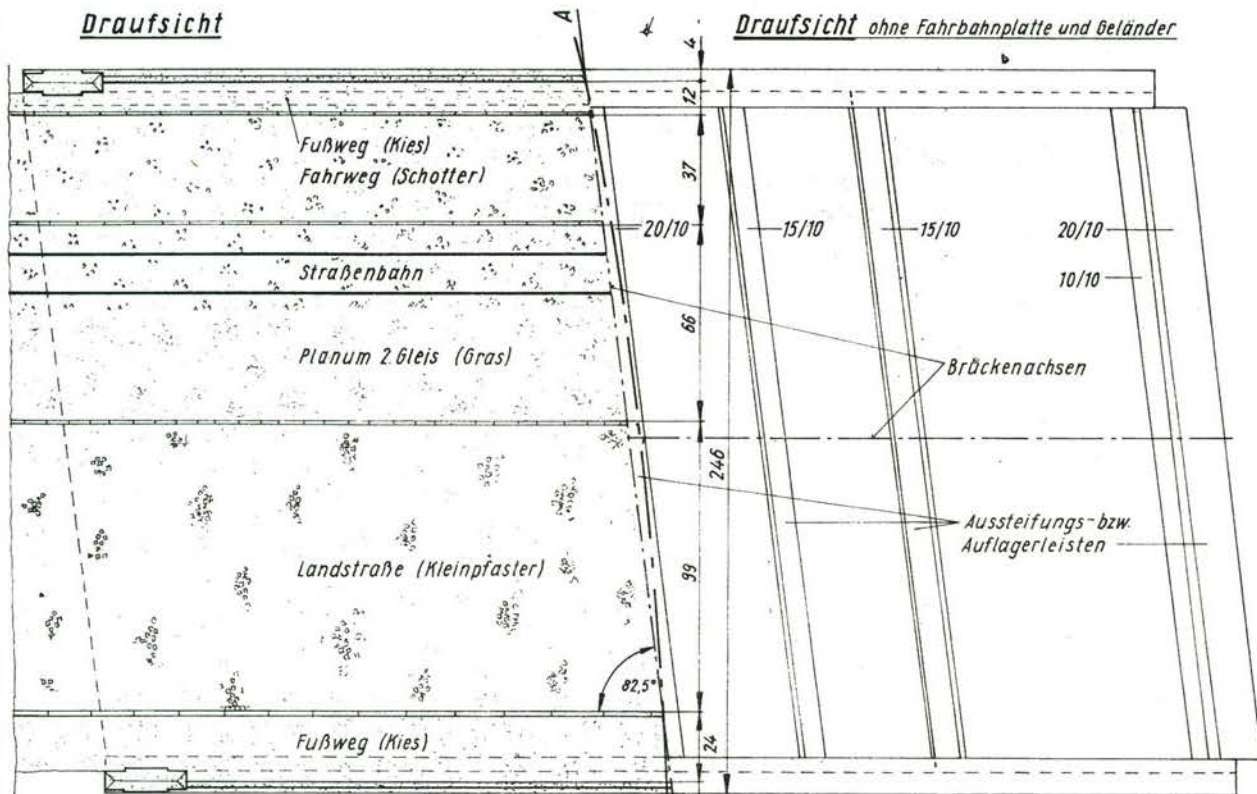 Draufsicht
A
Draufsicht ohne Fahrbahnplatte und Geländer
4
12
Fußweg (Kies)
Fahrweg (Schotter)
37
20/10
15/10
15/10
20/10
10/10
Straßenbahn
66
Planum 2. Gleis (Gras)
Brückenachsen
246
Landstraße (Kleinpflaster)
99
Aussteifungs- bzw.
Auflagerleisten
82,5°
Fußweg (Kies)
24